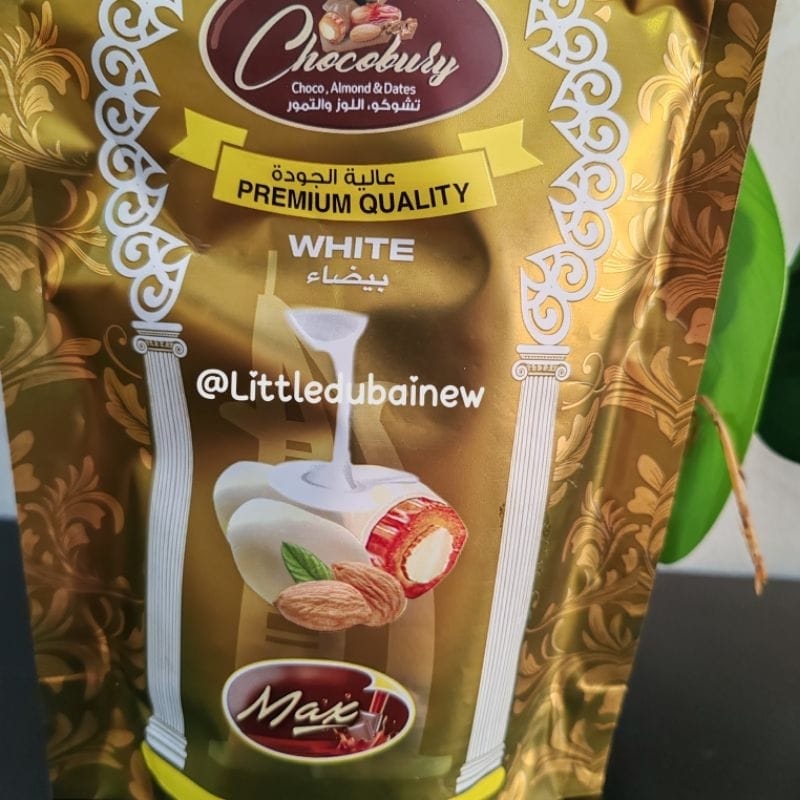 Chocobury
Choco, Almond & Dates
تشوكو، اللوز والتمور
عالية الجودة
PREMIUM QUALITY
WHITE
بيضاء
@Littledubainew
Max